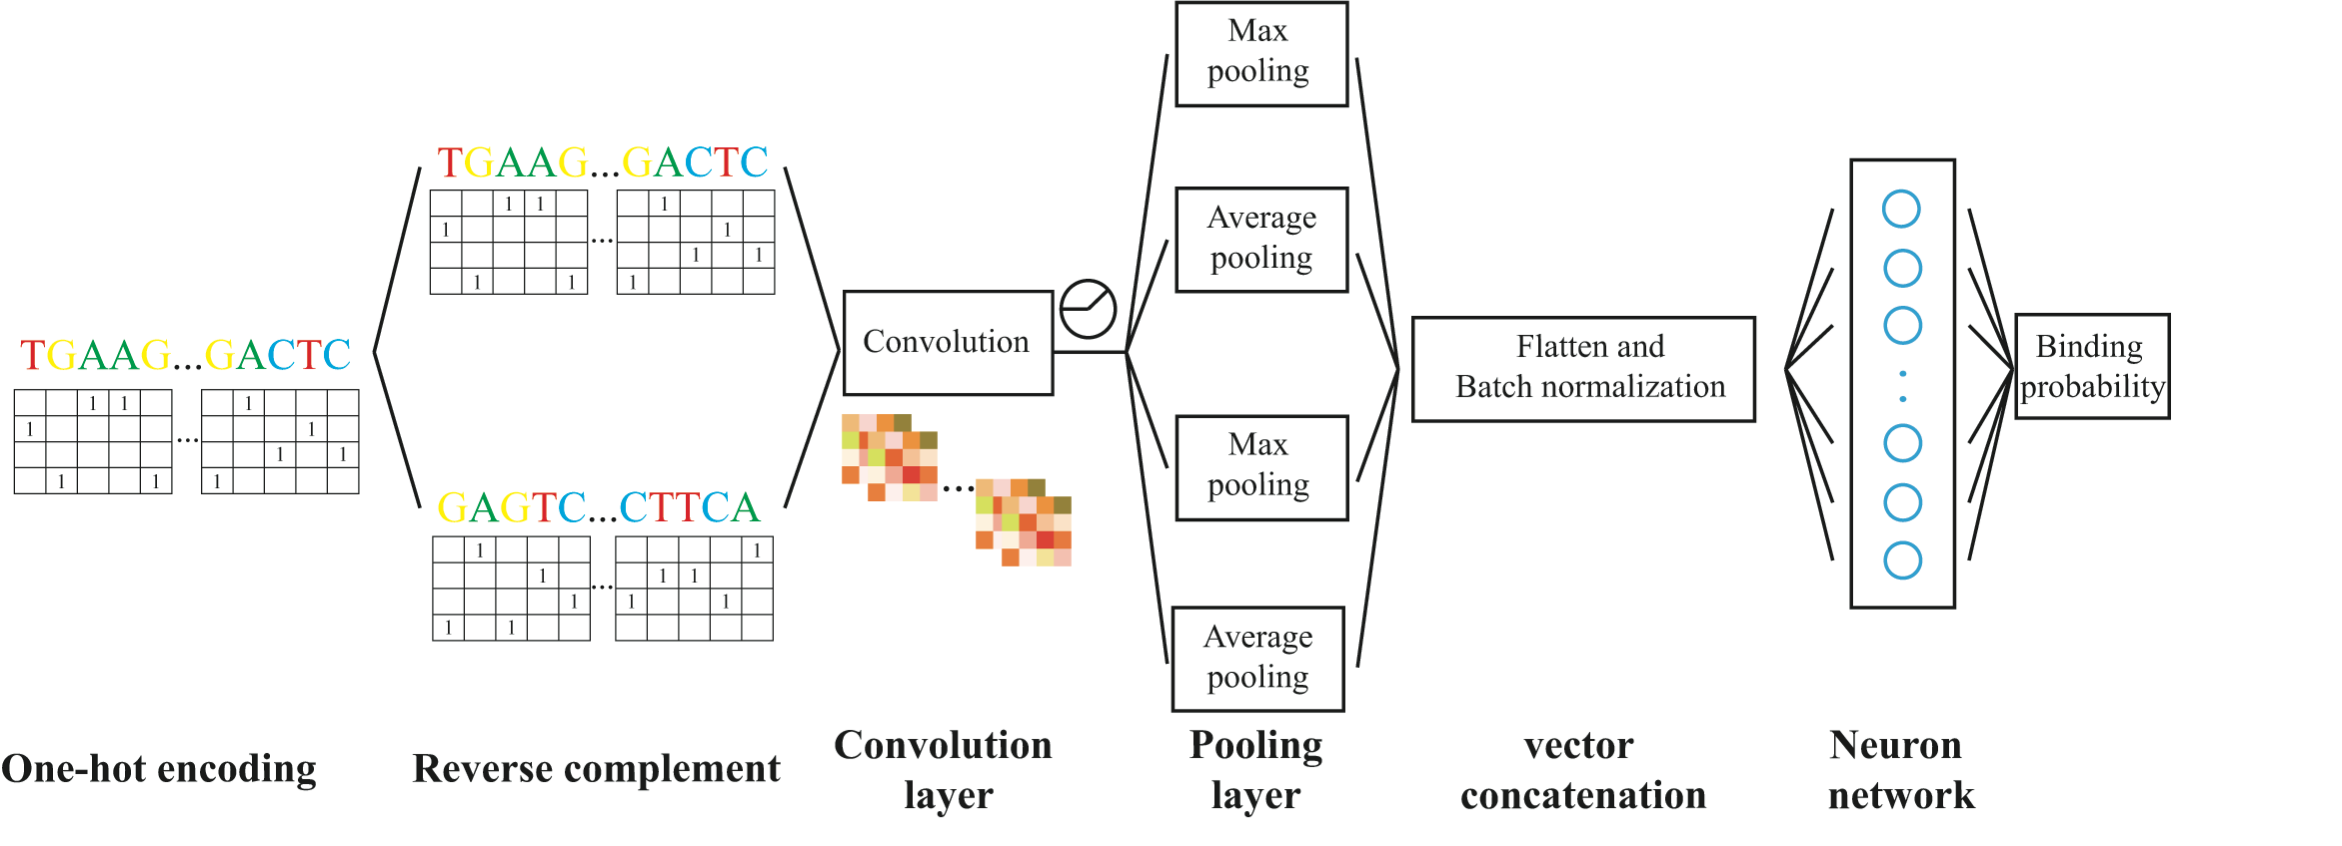 TGAAG...GACTC
1 1 1
1 1
1 1
1 1 1
TGAAG...GACTC
1 1 1
1 1
...
1 1
1 1 1
GAGTC...CTTCA
1 1
1 1 1
...
1 1 1
1 1
...
Convolution
...
Max
pooling
Average
pooling
Max
pooling
Average
pooling
Flatten and
Batch normalization
Binding
probability
One-hot encoding
Reverse complement
Convolution
layer
Pooling
layer
vector
concatenation
Neuron
network